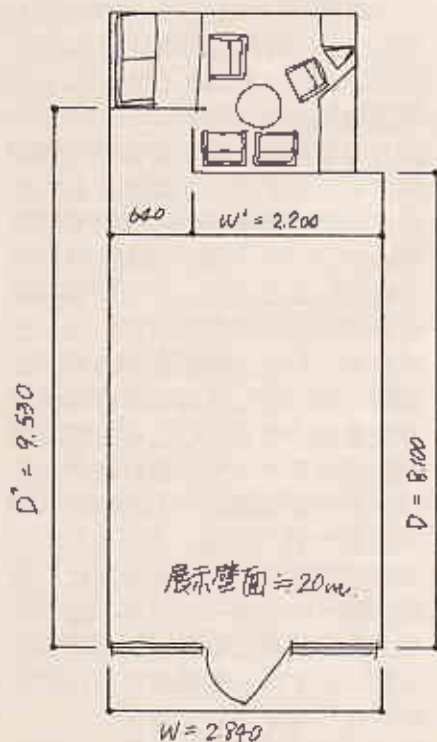 640
W' = 2.200
D' = 9.530
D = 8.100
展示壁面≒20m.
W = 2.840